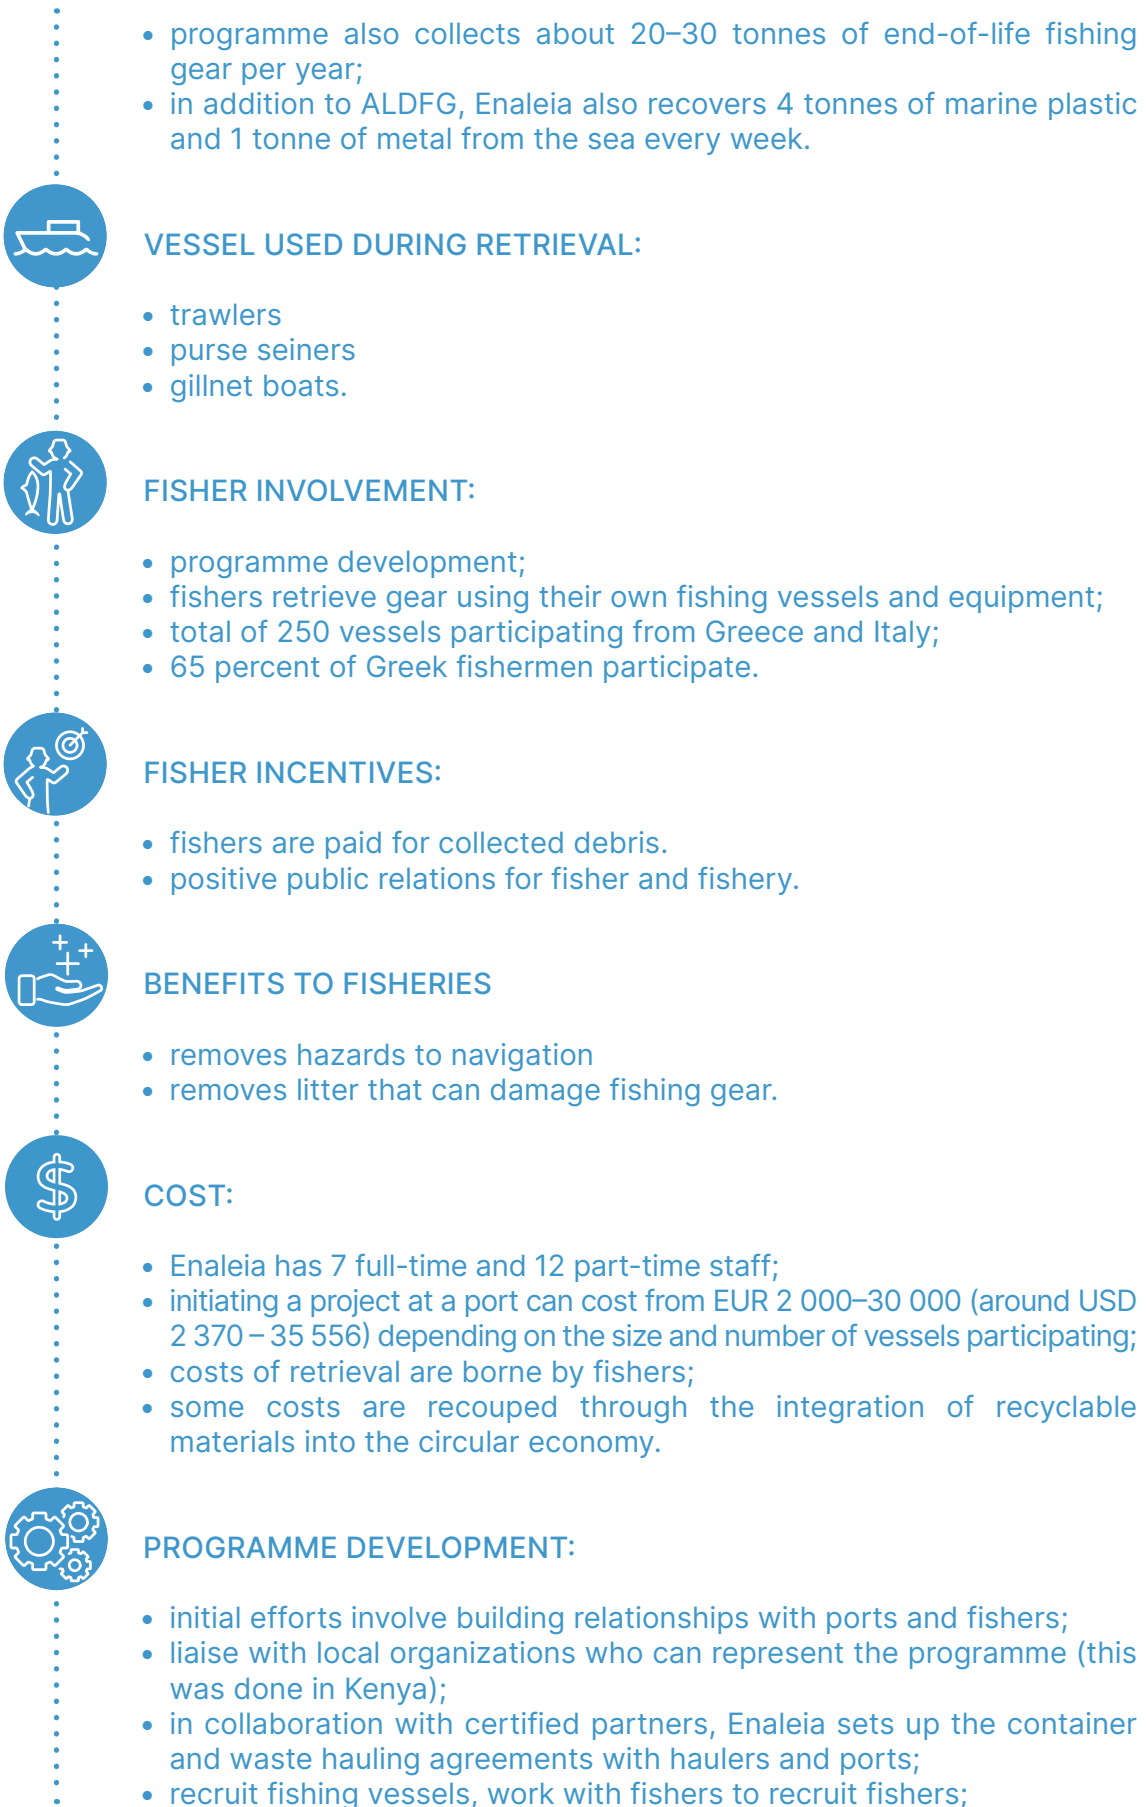 • programme also collects about 20–30 tonnes of end-of-life fishing
gear per year;
• in addition to ALDFG, Enaleia also recovers 4 tonnes of marine plastic
and 1 tonne of metal from the sea every week.
VESSEL USED DURING RETRIEVAL:
• trawlers
• purse seiners
• gillnet boats.
FISHER INVOLVEMENT:
• programme development;
• fishers retrieve gear using their own fishing vessels and equipment;
• total of 250 vessels participating from Greece and Italy;
• 65 percent of Greek fishermen participate.
FISHER INCENTIVES:
• fishers are paid for collected debris.
• positive public relations for fisher and fishery.
BENEFITS TO FISHERIES
• removes hazards to navigation
• removes litter that can damage fishing gear.
COST:
• Enaleia has 7 full-time and 12 part-time staff;
• initiating a project at a port can cost from EUR 2 000–30 000 (around USD
2 370 – 35 556) depending on the size and number of vessels participating;
• costs of retrieval are borne by fishers;
• some costs are recouped through the integration of recyclable
materials into the circular economy.
PROGRAMME DEVELOPMENT:
• initial efforts involve building relationships with ports and fishers;
• liaise with local organizations who can represent the programme (this
was done in Kenya);
• in collaboration with certified partners, Enaleia sets up the container
and waste hauling agreements with haulers and ports;
• recruit fishing vessels, work with fishers to recruit fishers;